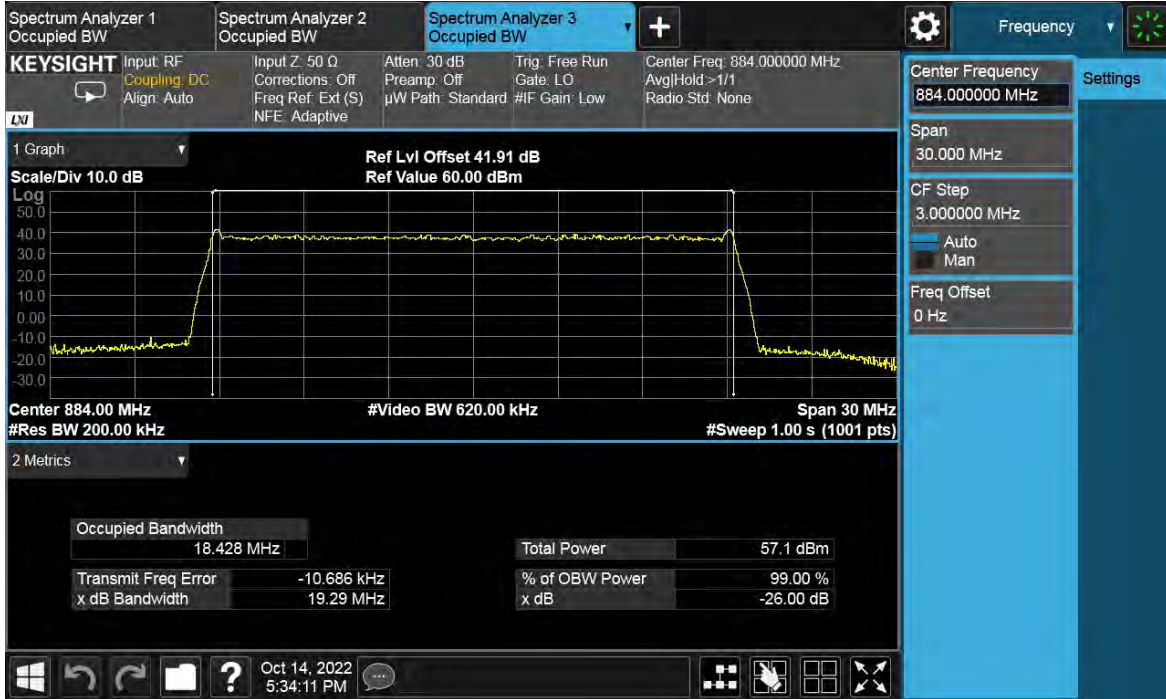 Spectrum Analyzer 1
Occupied BW
Spectrum Analyzer 2
Occupied BW
Spectrum Analyzer 3
Occupied BW
Frequency
KEYSIGHT
LXI
Input: RF
Coupling: DC
Align: Auto
Input Z: 50 Ω
Corrections: Off
Freq Ref: Ext (S)
NFE: Adaptive
Atten: 30 dB
Preamp: Off
µW Path: Standard
Trig: Free Run
Gate: LO
#IF Gain: Low
Center Freq: 884.000000 MHz
Avg|Hold:>1/1
Radio Std: None
Center Frequency
884.000000 MHz
Settings
Span
30.000 MHz
CF Step
3.000000 MHz
Auto
Man
Freq Offset
0 Hz
1 Graph
Scale/Div 10.0 dB
Ref Lvl Offset 41.91 dB
Ref Value 60.00 dBm
Log
50.0
40.0
30.0
20.0
10.0
0.00
-10.0
-20.0
-30.0
Center 884.00 MHz
#Video BW 620.00 kHz
Span 30 MHz
#Res BW 200.00 kHz
#Sweep 1.00 s (1001 pts)
2 Metrics
Occupied Bandwidth
18.428 MHz
Total Power 57.1 dBm
Transmit Freq Error -10.686 kHz
% of OBW Power 99.00 %
x dB Bandwidth 19.29 MHz
x dB -26.00 dB
?
Oct 14, 2022
5:34:11 PM